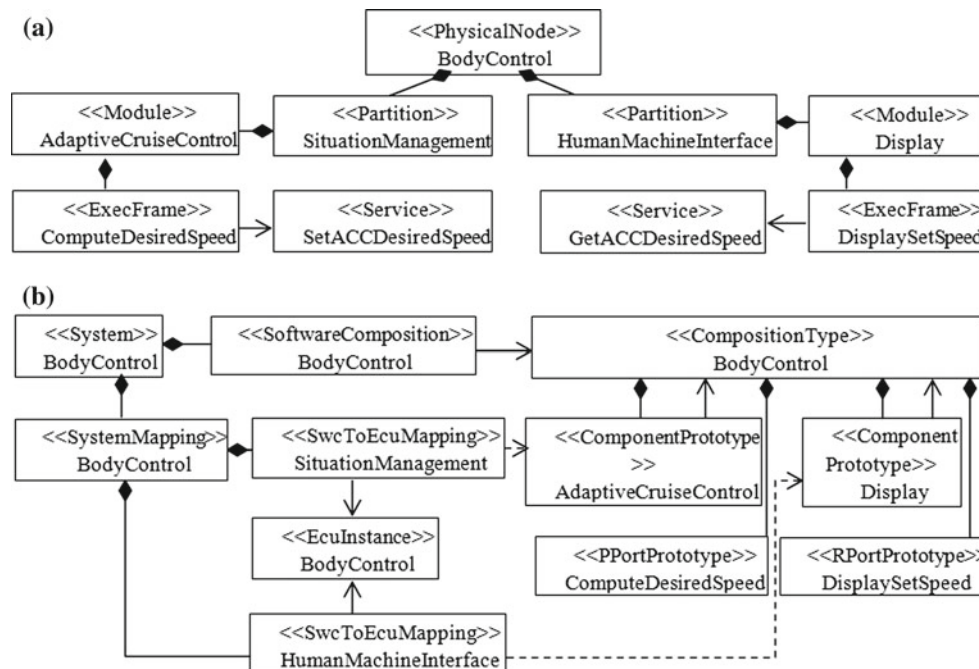 (a)
<<PhysicalNode>>
BodyControl
<<Module>>
AdaptiveCruiseControl
<<Partition>>
SituationManagement
<<Partition>>
HumanMachineInterface
<<Module>>
Display
<<ExecFrame>>
ComputeDesiredSpeed
<<Service>>
SetACCDesiredSpeed
<<Service>>
GetACCDesiredSpeed
<<ExecFrame>>
DisplaySetSpeed
(b)
<<System>>
BodyControl
<<SoftwareComposition>>
BodyControl
<<CompositionType>>
BodyControl
<<SystemMapping>>
BodyControl
<<SwcToEcuMapping>>
SituationManagement
<<ComponentPrototype
>>
AdaptiveCruiseControl
<<Component
Prototype>>
Display
<<EcuInstance>>
BodyControl
<<PPortPrototype>>
ComputeDesiredSpeed
<<RPortPrototype>>
DisplaySetSpeed
<<SwcToEcuMapping>>
HumanMachineInterface